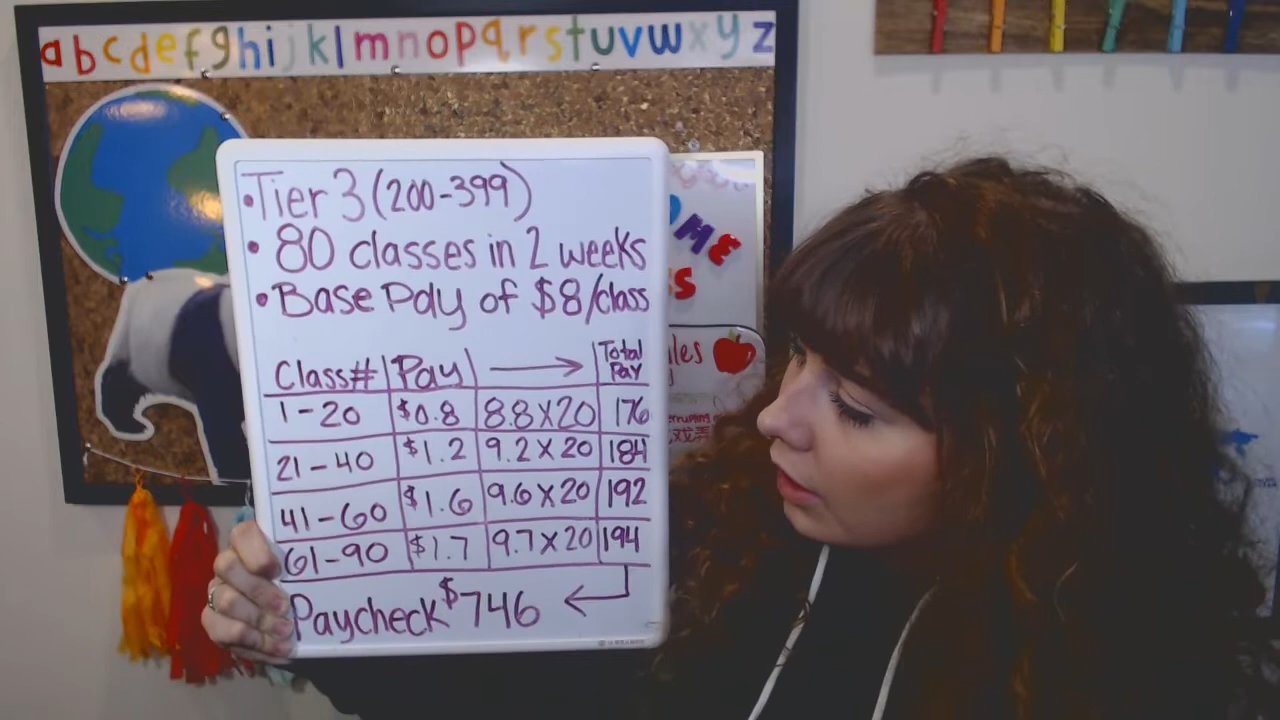 abcdefghijklmnopqrstuvwxyz
•Tier 3 (200-399)
• 80 classes in 2 weeks
• Base Pay of $8/class
Class# Pay → Total Pay
1-20 $0.8 8.8X20 176
21-40 $1.2 9.2X20 184
41-60 $1.6 9.6X20 192
61-90 $1.7 9.7X20 194
Paycheck $746 ←
OME
S
les